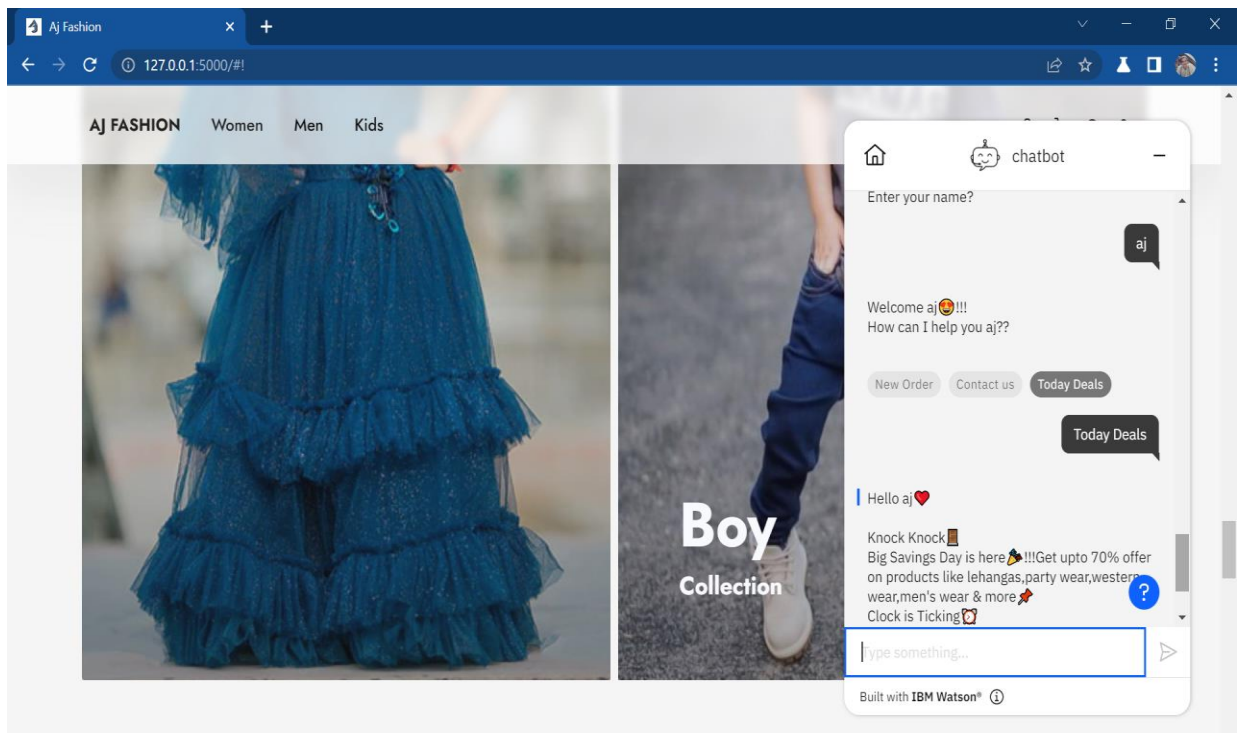 Aj Fashion
127.0.0.1:5000/#!
AJ FASHION Women Men Kids
chatbot
Enter your name?
aj
Welcome aj😍!!!
How can I help you aj??
New Order Contact us Today Deals
Today Deals
Hello aj❤️
Knock Knock🚪
Big Savings Day is here🎉!!!Get upto 70% offer
on products like lehangas,party wear,western
wear,men's wear & more📌
Clock is Ticking⏰
?
Boy
Collection
Type something...
Built with IBM Watson®